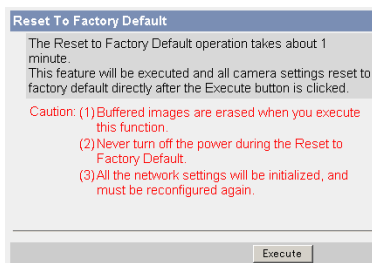 Reset To Factory Default
The Reset to Factory Default operation takes about 1
minute.
This feature will be executed and all camera settings reset to
factory default directly after the Execute button is clicked.
Caution: (1) Buffered images are erased when you execute
this function.
(2) Never turn off the power during the Reset to
Factory Default.
(3) All the network settings will be initialized, and
must be reconfigured again.
Execute